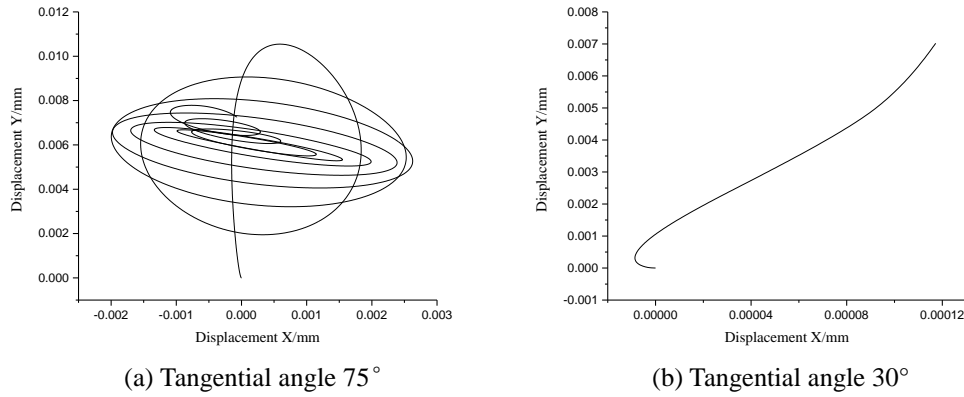 0.012
0.010
0.008
0.006
0.004
0.002
0.000
Displacement Y/mm
-0.002 -0.001 0.000 0.001 0.002 0.003
Displacement X/mm
(a) Tangential angle 75°
0.008
0.007
0.006
0.005
0.004
0.003
0.002
0.001
0.000
-0.001
Displacement Y/mm
0.00000 0.00004 0.00008 0.00012
Displacement X/mm
(b) Tangential angle 30°